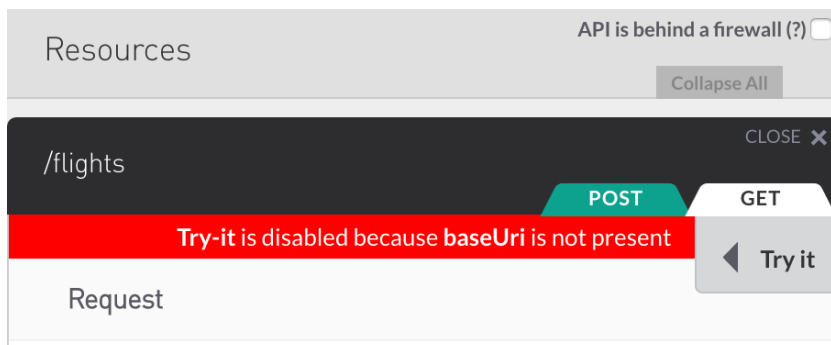 Resources
API is behind a firewall (?)
Collapse All
CLOSE ×
/flights
POST
GET
Try-it is disabled because baseUri is not present
Try it
Request